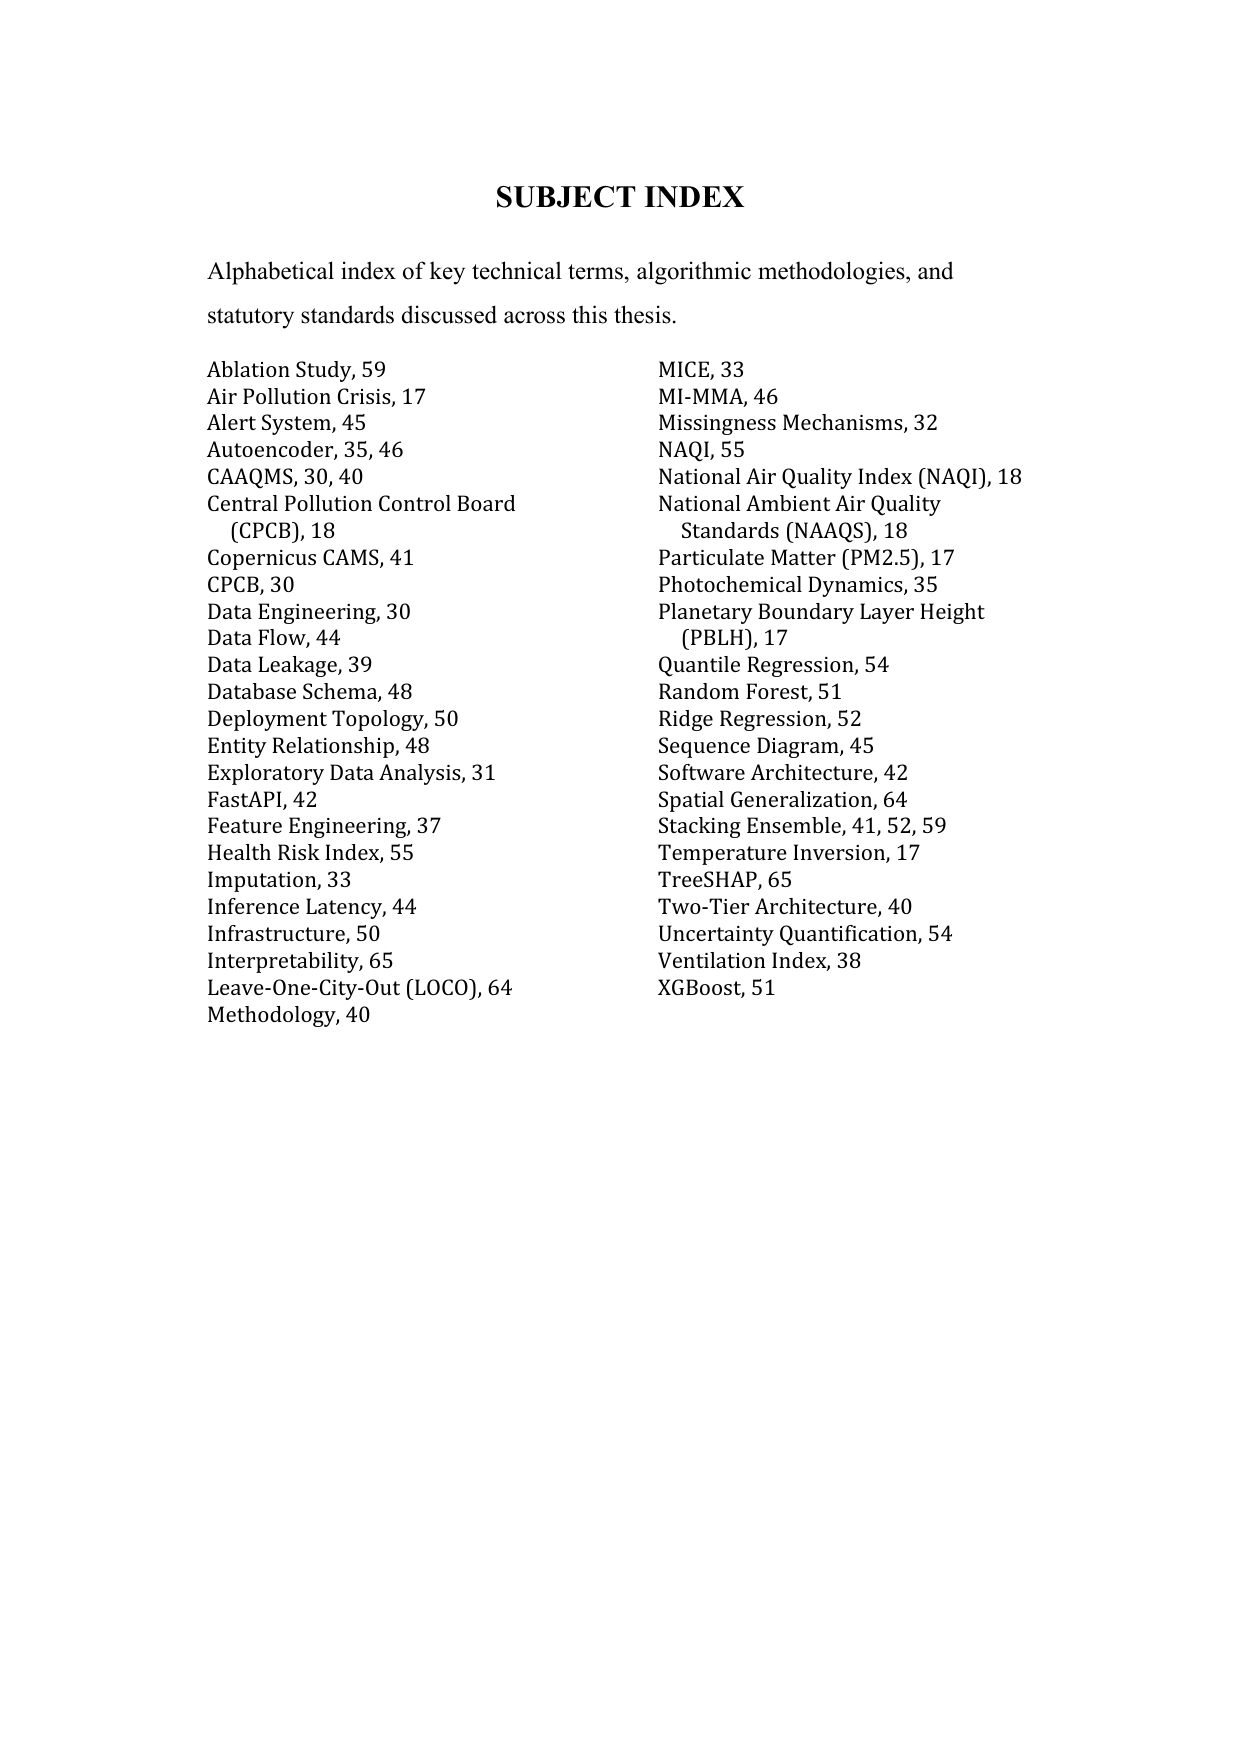 SUBJECT INDEX
Alphabetical index of key technical terms, algorithmic methodologies, and
statutory standards discussed across this thesis.
Ablation Study, 59
Air Pollution Crisis, 17
Alert System, 45
Autoencoder, 35, 46
CAAQMS, 30, 40
Central Pollution Control Board
(CPCB), 18
Copernicus CAMS, 41
CPCB, 30
Data Engineering, 30
Data Flow, 44
Data Leakage, 39
Database Schema, 48
Deployment Topology, 50
Entity Relationship, 48
Exploratory Data Analysis, 31
FastAPI, 42
Feature Engineering, 37
Health Risk Index, 55
Imputation, 33
Inference Latency, 44
Infrastructure, 50
Interpretability, 65
Leave-One-City-Out (LOCO), 64
Methodology, 40
MICE, 33
MI-MMA, 46
Missingness Mechanisms, 32
NAQI, 55
National Air Quality Index (NAQI), 18
National Ambient Air Quality
Standards (NAAQS), 18
Particulate Matter (PM2.5), 17
Photochemical Dynamics, 35
Planetary Boundary Layer Height
(PBLH), 17
Quantile Regression, 54
Random Forest, 51
Ridge Regression, 52
Sequence Diagram, 45
Software Architecture, 42
Spatial Generalization, 64
Stacking Ensemble, 41, 52, 59
Temperature Inversion, 17
TreeSHAP, 65
Two-Tier Architecture, 40
Uncertainty Quantification, 54
Ventilation Index, 38
XGBoost, 51